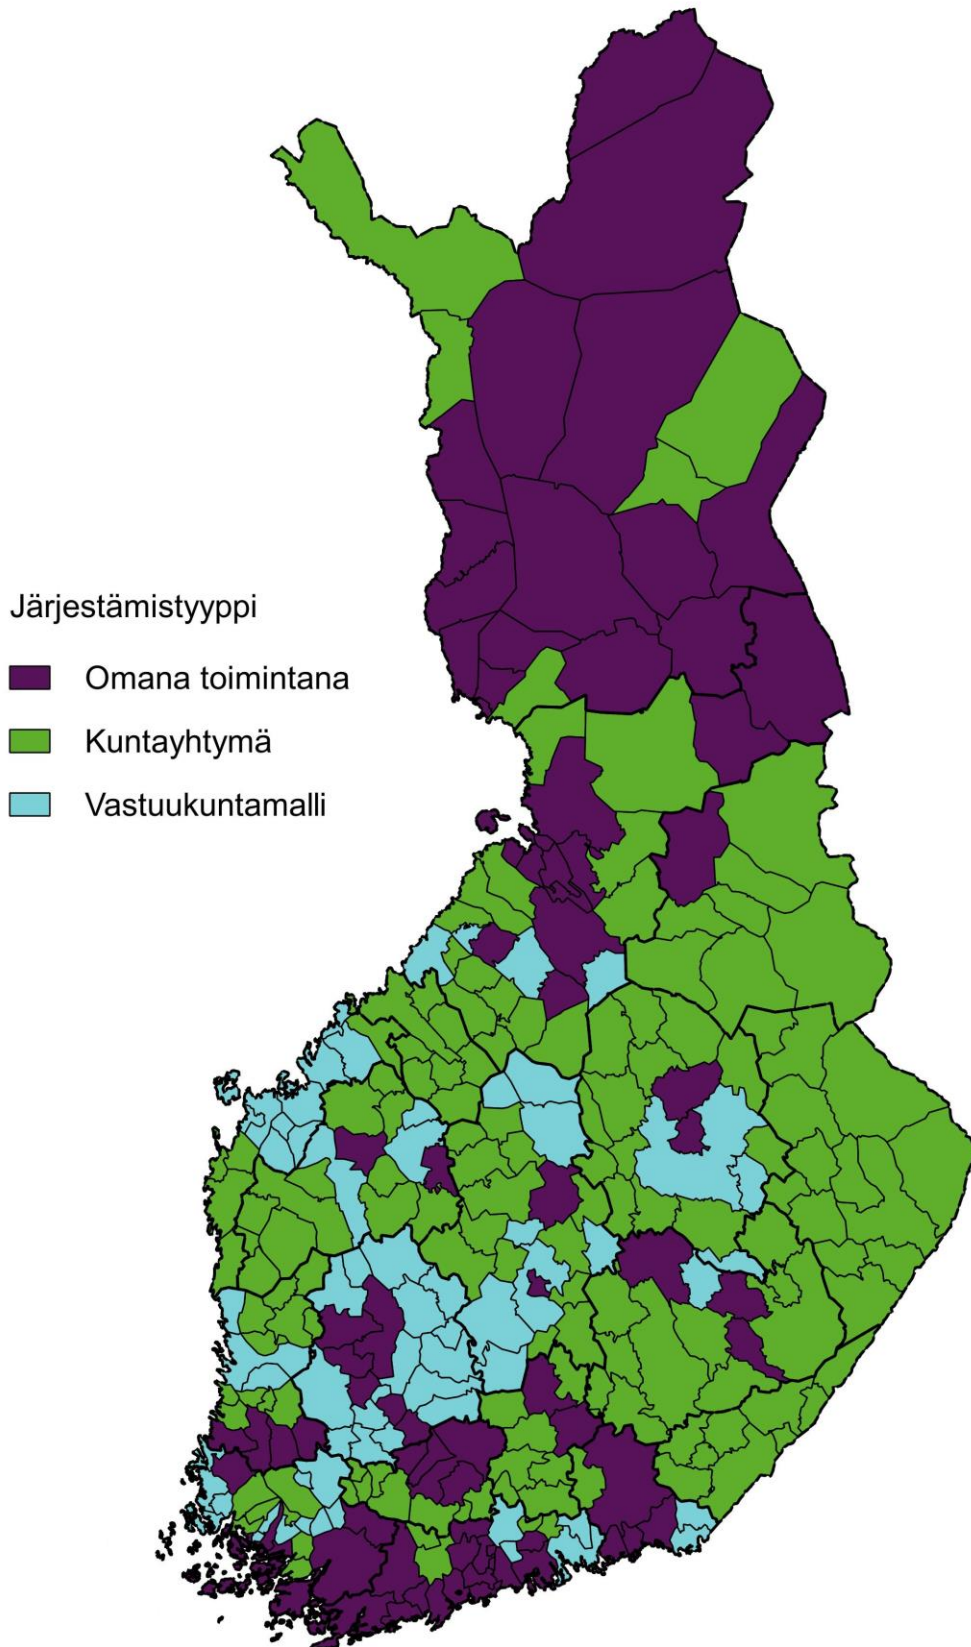 Järjestämistyyppi
Omana toimintana
Kuntayhtymä
Vastuukuntamalli